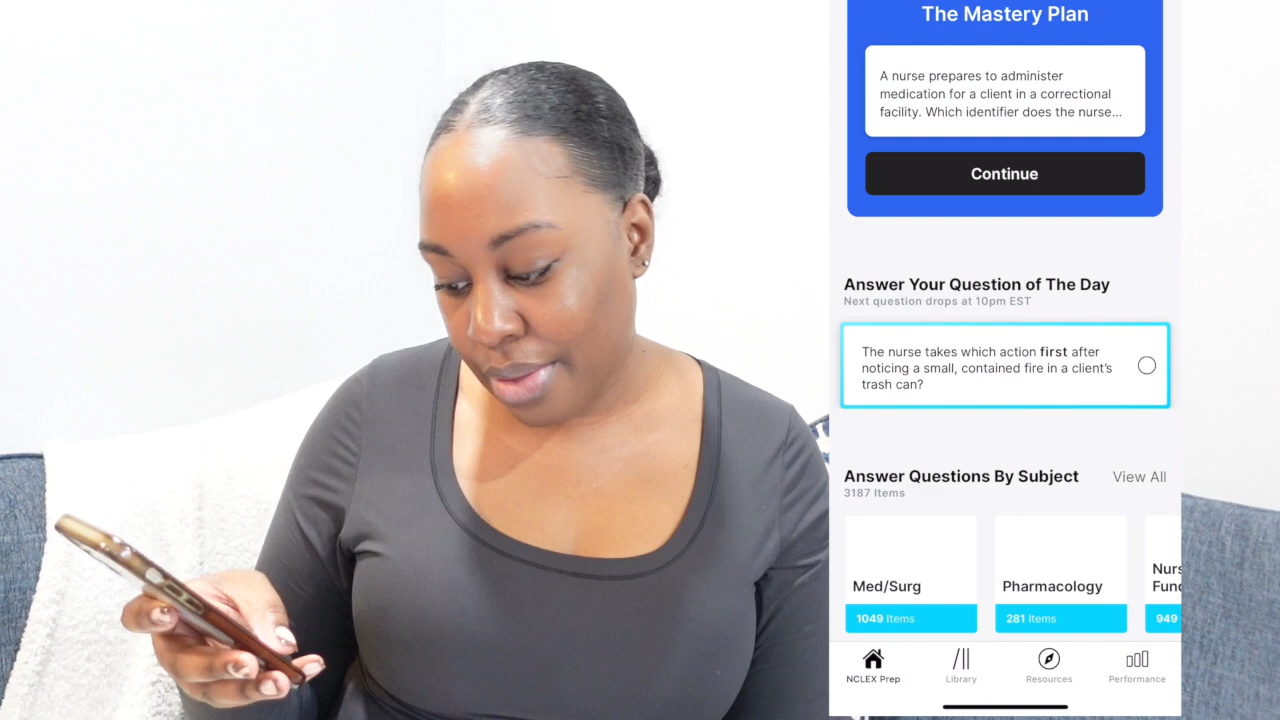 The Mastery Plan
A nurse prepares to administer
medication for a client in a correctional
facility. Which identifier does the nurse...
Continue
Answer Your Question of The Day
Next question drops at 10pm EST
The nurse takes which action first after
noticing a small, contained fire in a client's
trash can?
Answer Questions By Subject
View All
3187 Items
Med/Surg
1049 Items
Pharmacology
281 Items
Nurs
Fund
949
NCLEX Prep
Library
Resources
Performance